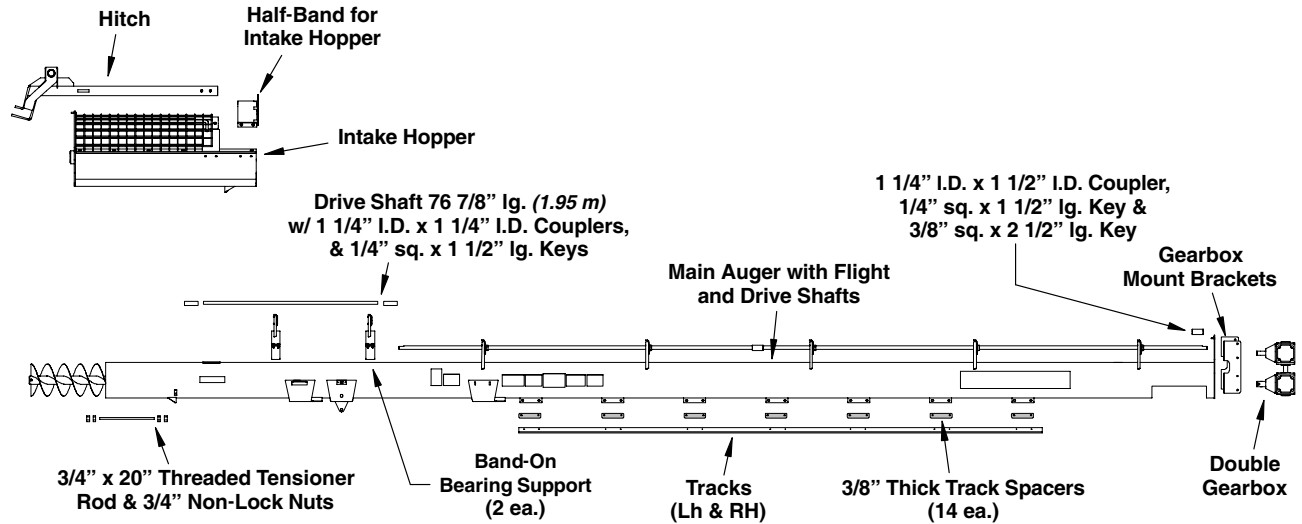 Hitch
Half-Band for
Intake Hopper
Intake Hopper
Drive Shaft 76 7/8” lg. (1.95 m)
w/ 1 1/4” I.D. x 1 1/4” I.D. Couplers,
& 1/4” sq. x 1 1/2” lg. Keys
1 1/4” I.D. x 1 1/2” I.D. Coupler,
1/4” sq. x 1 1/2” lg. Key &
3/8” sq. x 2 1/2” lg. Key
Main Auger with Flight
and Drive Shafts
Gearbox
Mount Brackets
3/4” x 20” Threaded Tensioner
Rod & 3/4” Non-Lock Nuts
Band-On
Bearing Support
(2 ea.)
Tracks
(Lh & RH)
3/8” Thick Track Spacers
(14 ea.)
Double
Gearbox